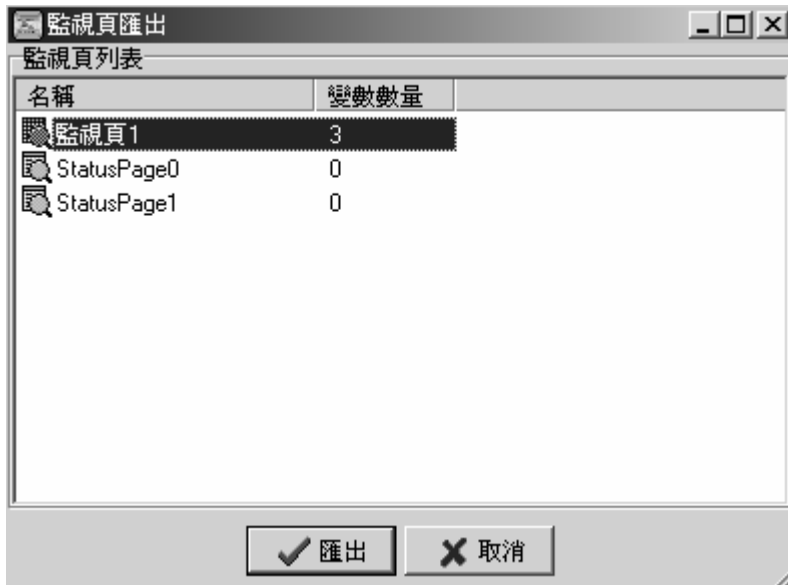 監視頁匯出
監視頁列表
名稱 變數數量
監視頁1 3
StatusPage0 0
StatusPage1 0
匯出 取消